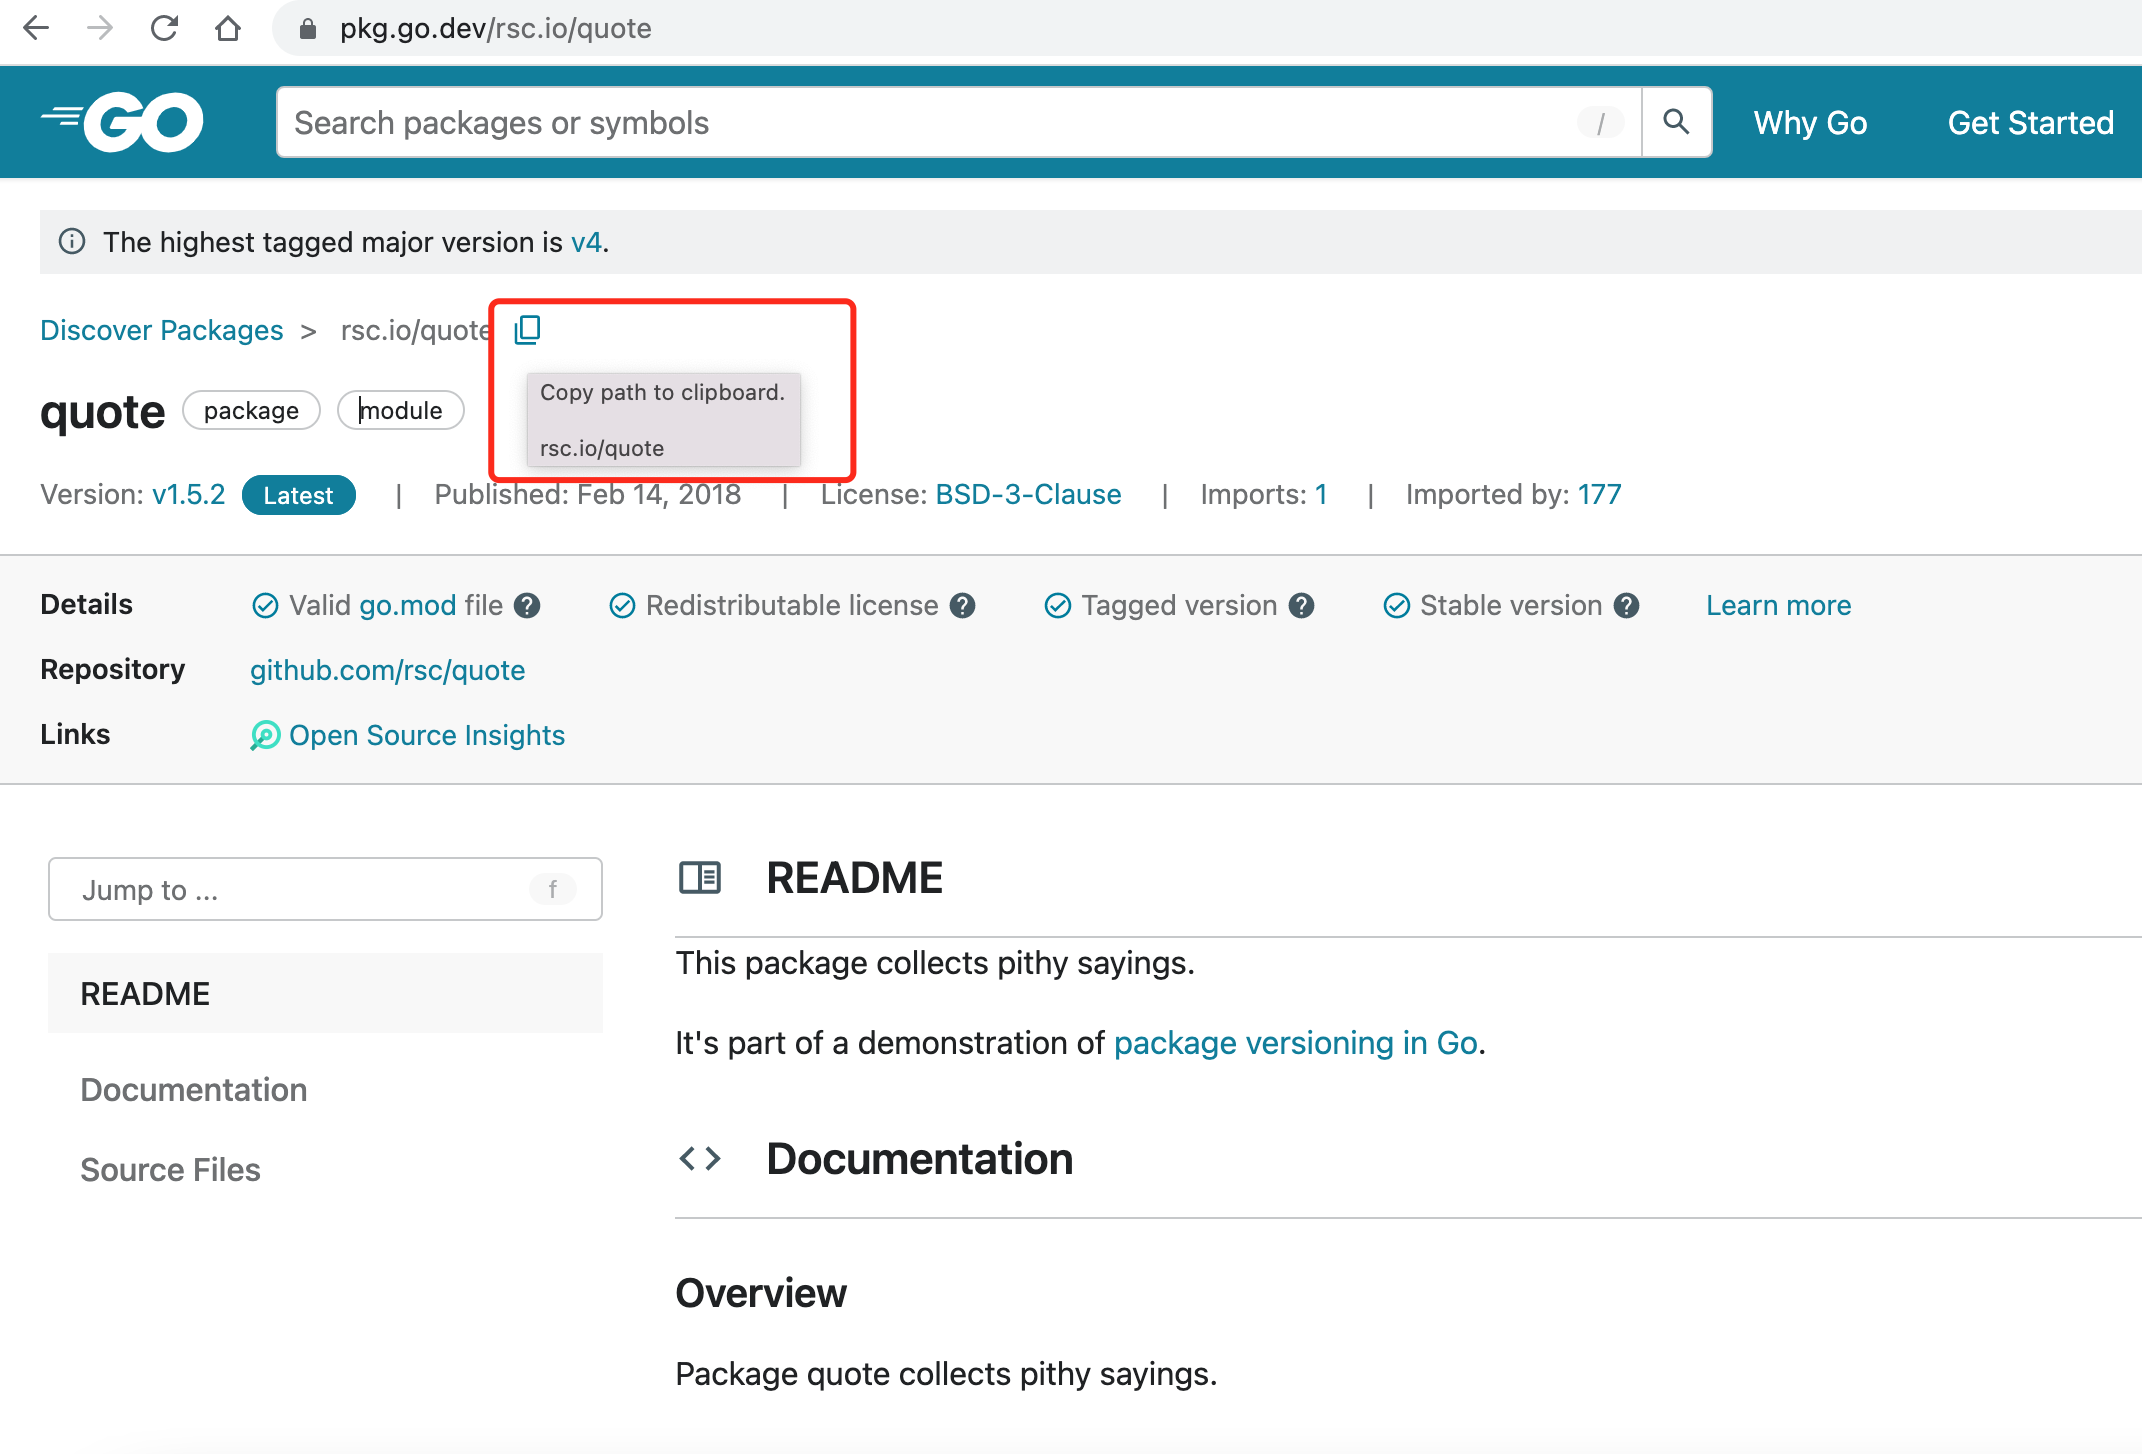 pkg.go.dev/rsc.io/quote
GO Search packages or symbols / Why Go Get Started
The highest tagged major version is v4.
Discover Packages > rsc.io/quote
Copy path to clipboard.
rsc.io/quote
quote package module
Version: v1.5.2 Latest | Published: Feb 14, 2018 | License: BSD-3-Clause | Imports: 1 | Imported by: 177
Details Valid go.mod file ? Redistributable license ? Tagged version ? Stable version ? Learn more
Repository github.com/rsc/quote
Links Open Source Insights
Jump to ... f
README
Documentation
Source Files
README
This package collects pithy sayings.
It's part of a demonstration of package versioning in Go.
<> Documentation
Overview
Package quote collects pithy sayings.